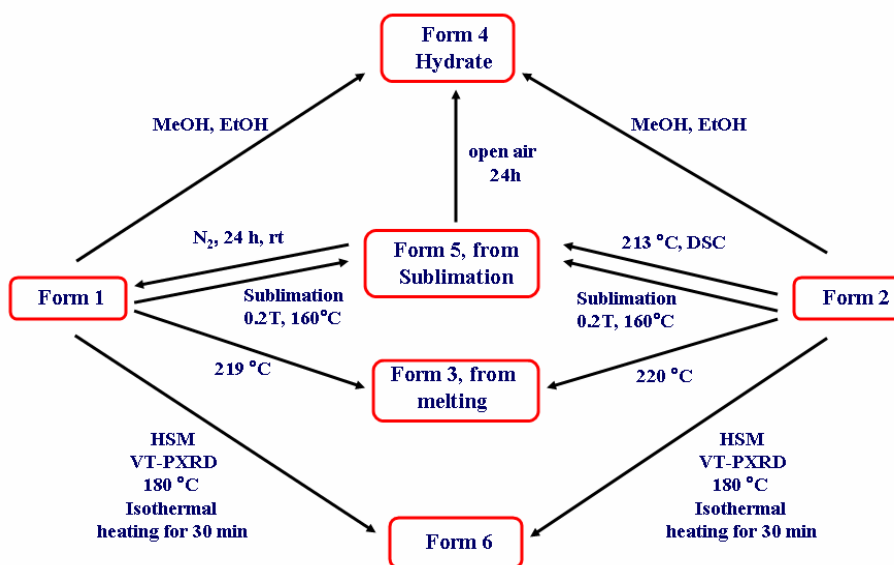 Form 4
Hydrate
MeOH, EtOH
MeOH, EtOH
open air
24h
N₂, 24 h, rt
Form 5, from
Sublimation
213 °C, DSC
Form 1
Form 2
Sublimation
0.2T, 160°C
Sublimation
0.2T, 160°C
219 °C
Form 3, from
melting
220 °C
HSM
VT-PXRD
180 °C
Isothermal
heating for 30 min
HSM
VT-PXRD
180 °C
Isothermal
heating for 30 min
Form 6